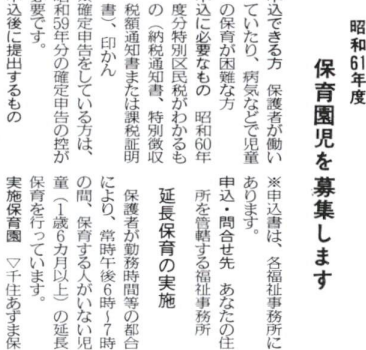 昭和61年度
保育園児を募集します
込できる方　保護者が働い
ていたり、病気などで児童
の保育が困難な方
込に必要なもの　昭和60年
度分特別区民税がわかるも
の（納税通知書、特別徴収
税額通知書または課税証明
書）、印かん
確定申告をしている方は、
昭和59年分の確定申告の控が
必要です。
申込後に提出するもの
※申込書は、各福祉事務所に
あります。
申込・問合せ先　あなたの住
所を管轄する福祉事務所
延長保育の実施
保護者が勤務時間等の都合
により、常時午後6時〜7時
の間、保育する人がいない児
童（1歳6カ月以上）の延長
保育を行っています。
実施保育園　▽千住あずま保